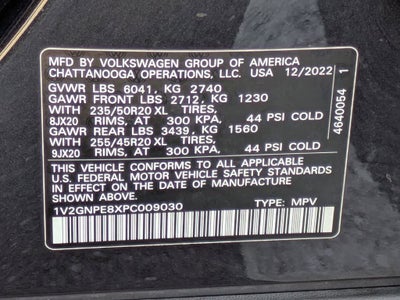 MFD BY VOLKSWAGEN GROUP OF AMERICA
CHATTANOOGA OPERATIONS, LLC. USA 12/2022
GVWR LBS 6041, KG 2740
GAWR FRONT LBS 2712, KG 1230
235/50R20 XL TIRES,
8JX20 RIMS, AT 300 KPA. 44 PSI COLD
GAWR REAR LBS 3439, KG 1560
255/45R20 XL TIRES,
9JX20 RIMS, AT 300 KPA. 44 PSI COLD
THIS VEHICLE CONFORMS TO ALL APPLICABLE
U.S. FEDERAL MOTOR VEHICLE SAFETY STANDARDS
IN EFFECT ON THE DATE OF MANUFACTURE
SHOWN ABOVE.
1V2GNPE8XPC009030 TYPE: MPV
4640054 1